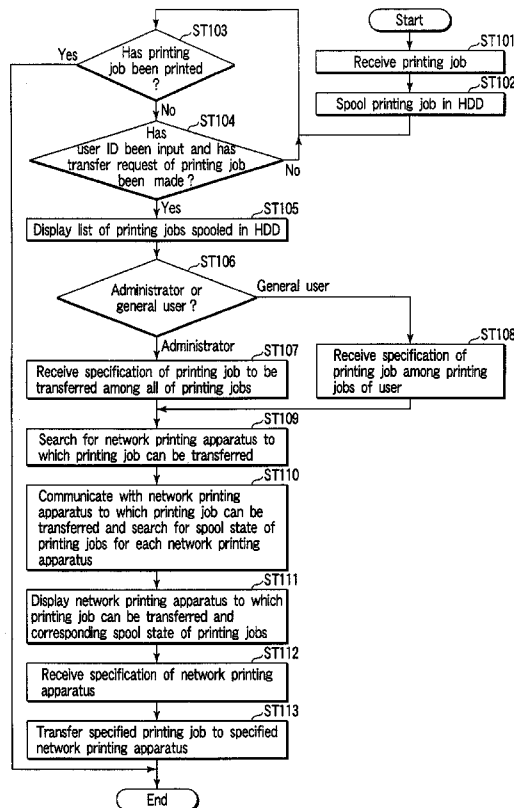 Start
ST101
Receive printing job
ST102
Spool printing job in HDD
ST103
Has printing
job been printed
?
Yes
No
ST104
Has
user ID been input and has
transfer request of printing job
been made?
No
Yes
ST105
Display list of printing jobs spooled in HDD
ST106
Administrator or
general user?
General user
Administrator
ST107
Receive specification of printing job to
be transferred among all of printing jobs
ST108
Receive specification of
printing job among printing
jobs of user
ST109
Search for network printing apparatus to
which printing job can be transferred
ST110
Communicate with network printing
apparatus to which printing job can be
transferred and search for spool state of
printing jobs for each network printing
apparatus
ST111
Display network printing apparatus to which
printing job can be transferred and
corresponding spool state of printing jobs
ST112
Receive specification of network printing
apparatus
ST113
Transfer specified printing job to specified
network printing apparatus
End